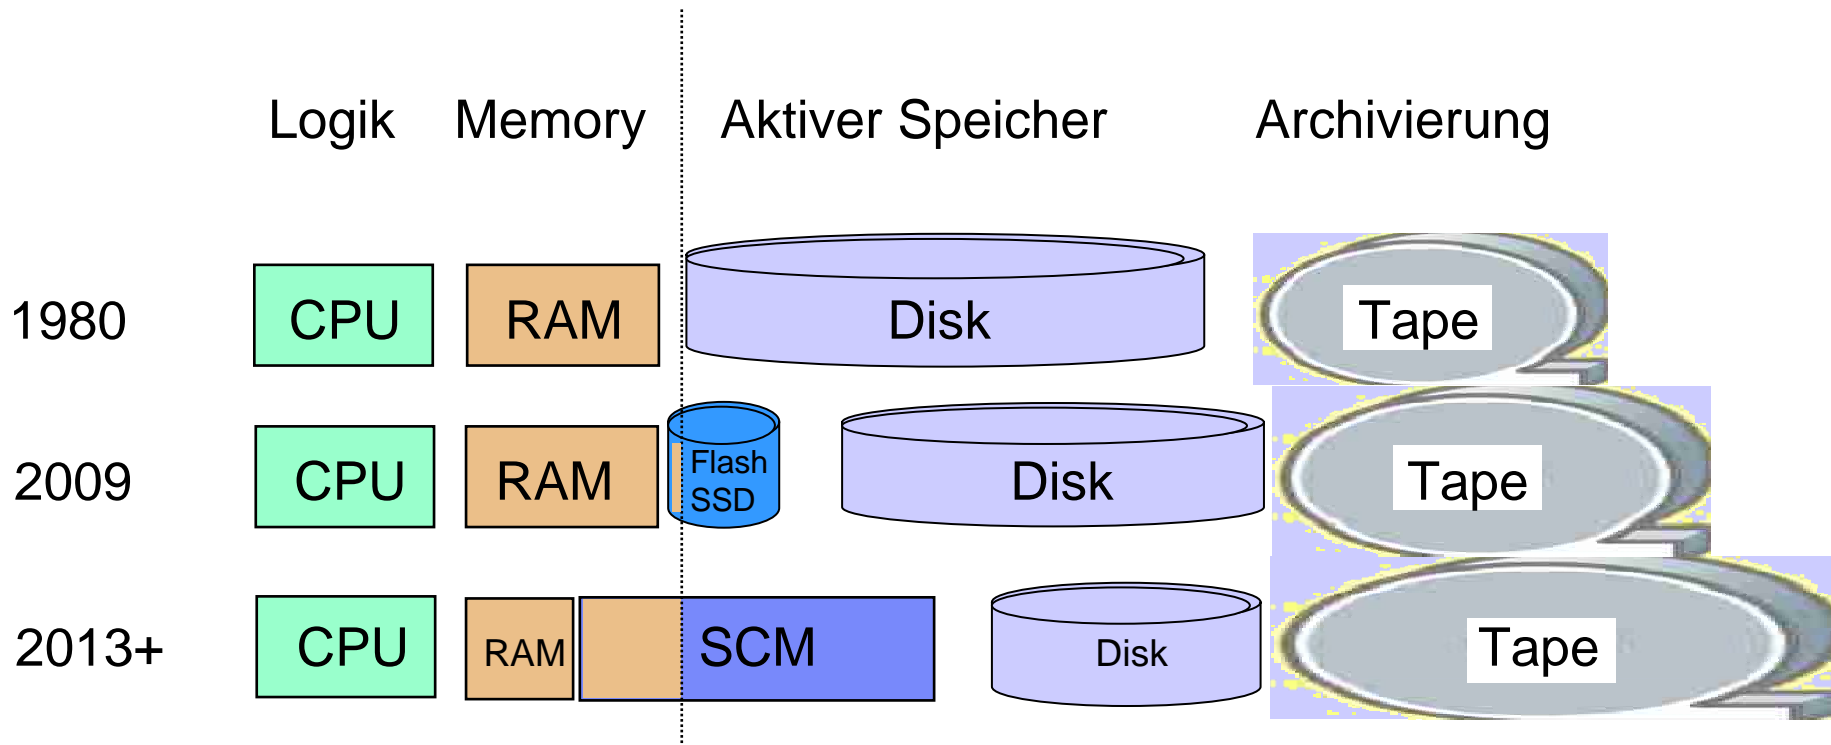 Logik Memory Aktiver Speicher Archivierung
1980 CPU RAM Disk Tape
2009 CPU RAM Flash SSD Disk Tape
2013+ CPU RAM SCM Disk Tape